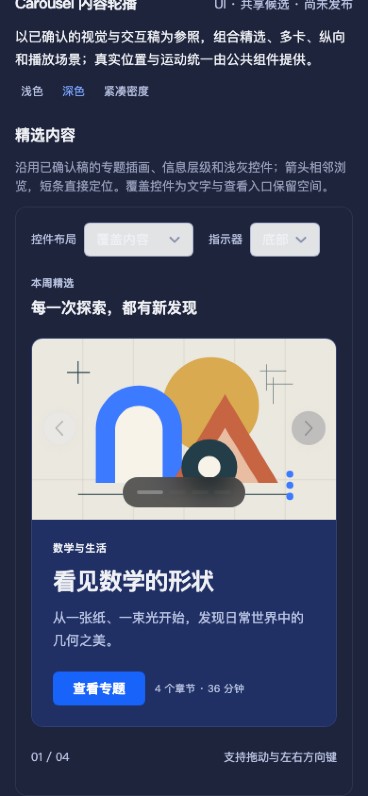 Carousel 内容轮播
UI · 共享候选 · 尚未发布
以已确认的视觉与交互稿为参照，组合精选、多卡、纵向
和播放场景；真实位置与运动统一由公共组件提供。
浅色 深色 紧凑密度
精选内容
沿用已确认稿的专题插画、信息层级和浅灰控件；箭头相邻浏
览，短条直接定位。覆盖控件为文字与查看入口保留空间。
控件布局 覆盖内容 指示器 底部
本周精选
每一次探索，都有新发现
数学与生活
看见数学的形状
从一张纸、一束光开始，发现日常世界中的
几何之美。
查看专题 4 个章节 · 36 分钟
01 / 04 支持拖动与左右方向键